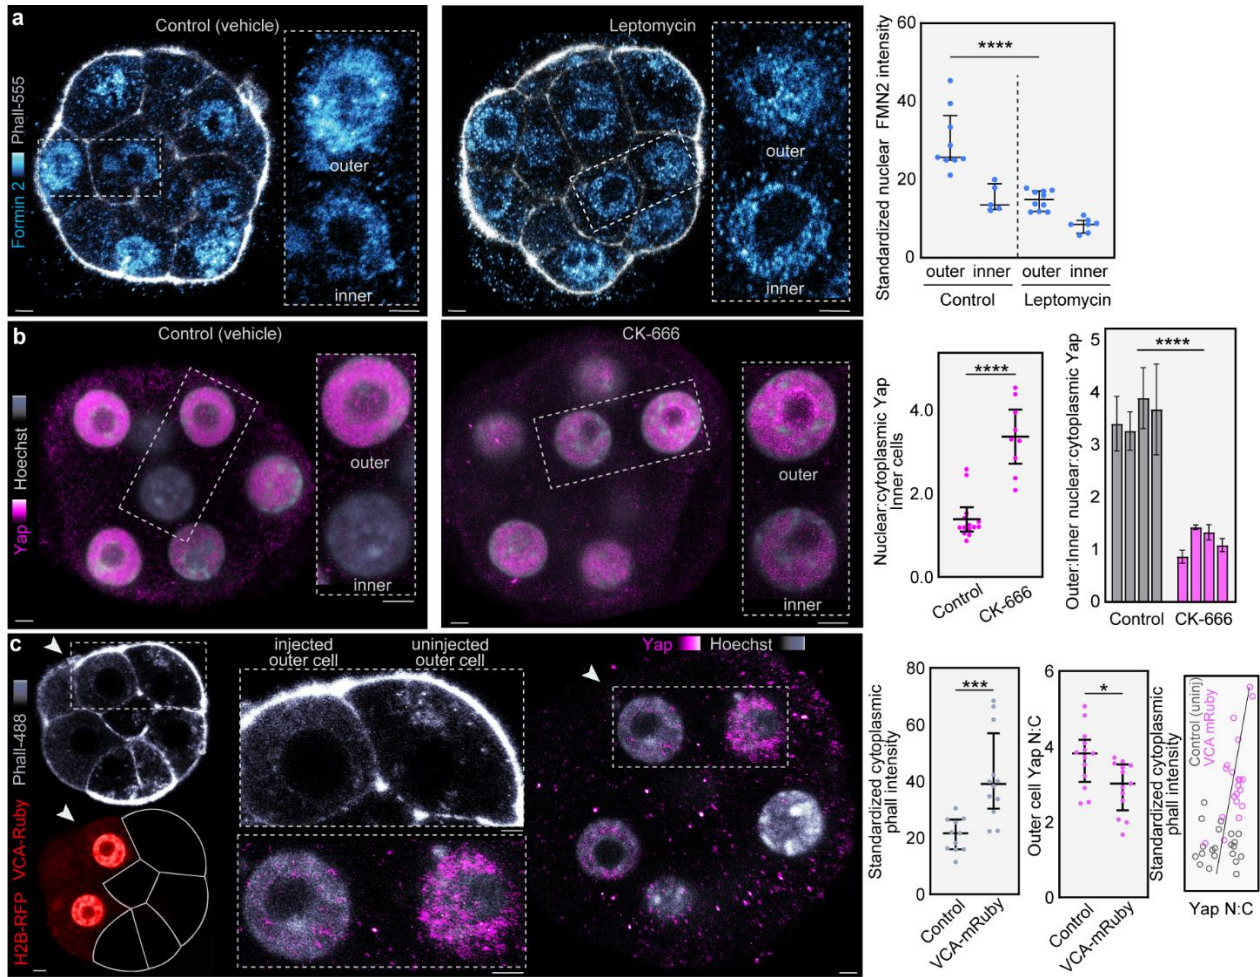 a
Control (vehicle)
Formin 2
Phall-555
outer
inner
Leptomycin
outer
inner
Standardized nuclear FMN2 intensity
60
40
20
0
****
outer inner outer inner
Control Leptomycin
b
Control (vehicle)
Yap
Hoechst
outer
inner
CK-666
outer
inner
Nuclear:cytoplasmic Yap
Inner cells
4.0
2.0
0.0
****
Control
CK-666
Outer:Inner nuclear:cytoplasmic Yap
5
4
3
2
1
0
****
Control CK-666
c
Phall-488
H2B-RFP VCA-Ruby
injected
outer cell
uninjected
outer cell
Yap
Hoechst
Standardized cytoplasmic
phall intensity
80
60
40
20
0
***
Control
VCA-mRuby
Outer cell Yap N:C
6
4
2
0
*
Control
VCA-mRuby
Standardized cytoplasmic
phall intensity
Control (uninj)
VCA mRuby
Yap N:C